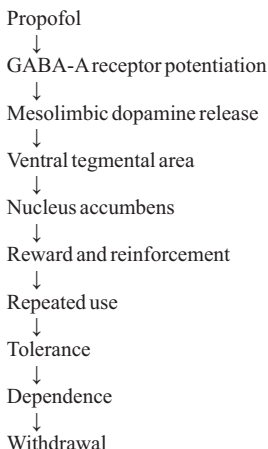 Propofol
↓
GABA-A receptor potentiation
↓
Mesolimbic dopamine release
↓
Ventral tegmental area
↓
Nucleus accumbens
↓
Reward and reinforcement
↓
Repeated use
↓
Tolerance
↓
Dependence
↓
Withdrawal